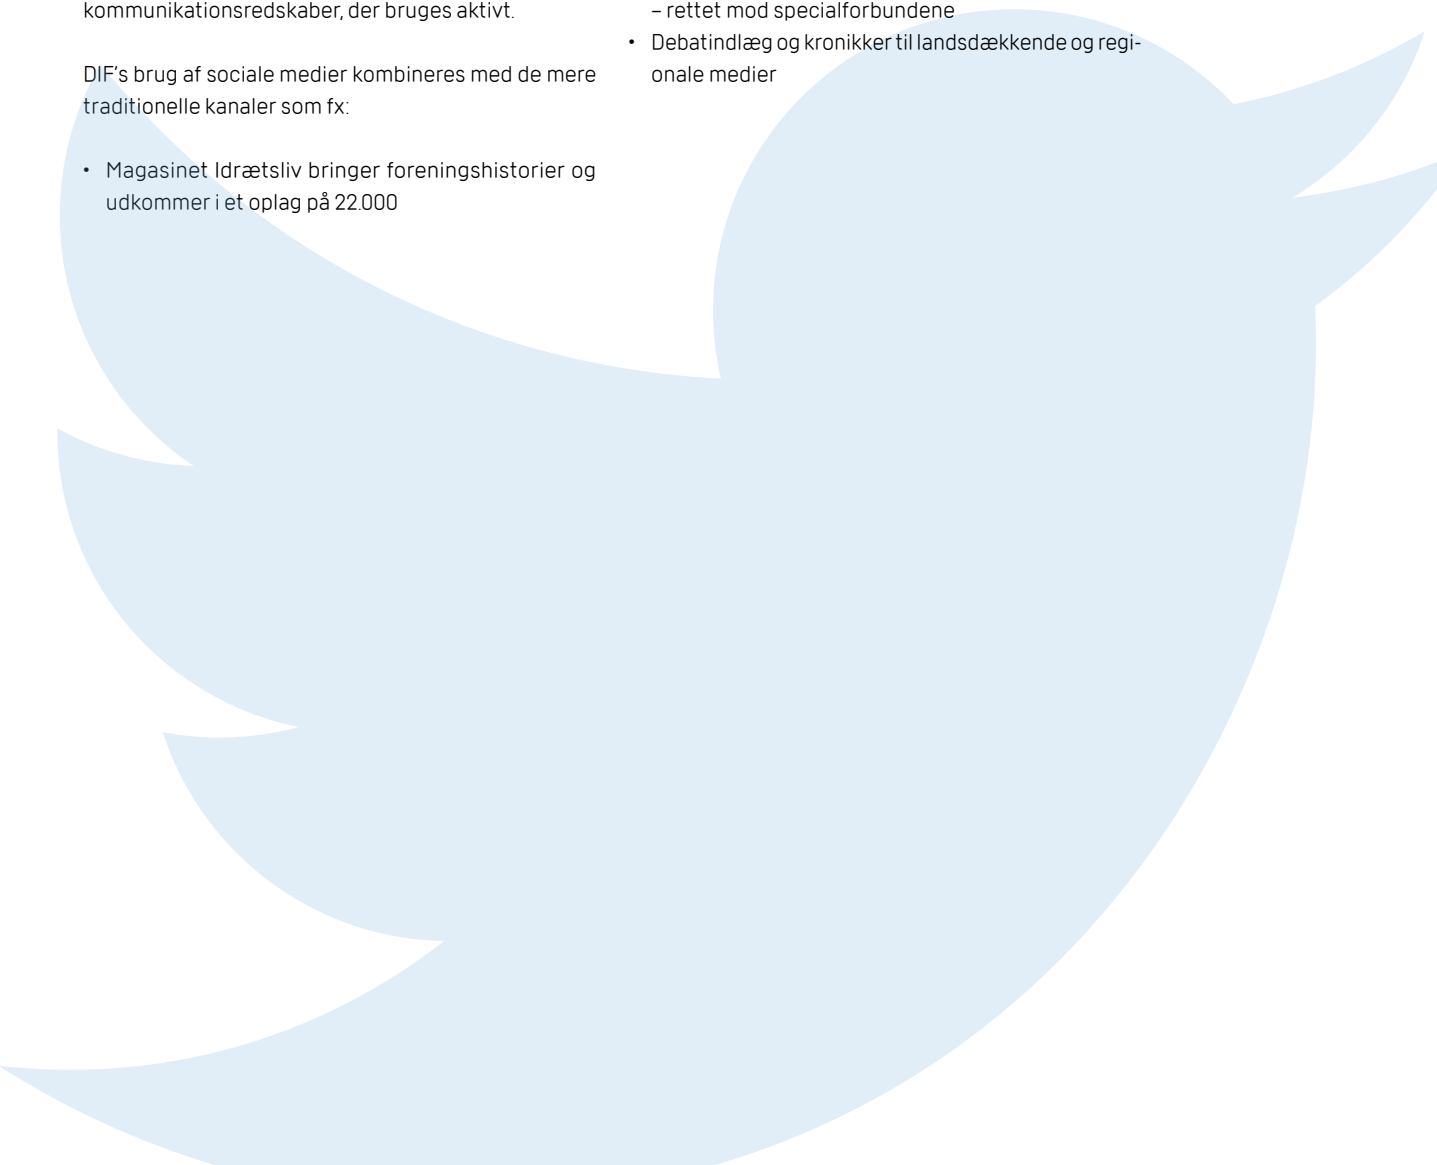 kommunikationsredskaber, der bruges aktivt.
DIF's brug af sociale medier kombineres med de mere
traditionelle kanaler som fx:
• Magasinet Idrætsliv bringer foreningshistorier og
udkommer i et oplag på 22.000
– rettet mod specialforbundene
• Debatindlæg og kronikker til landsdækkende og regi-
onale medier